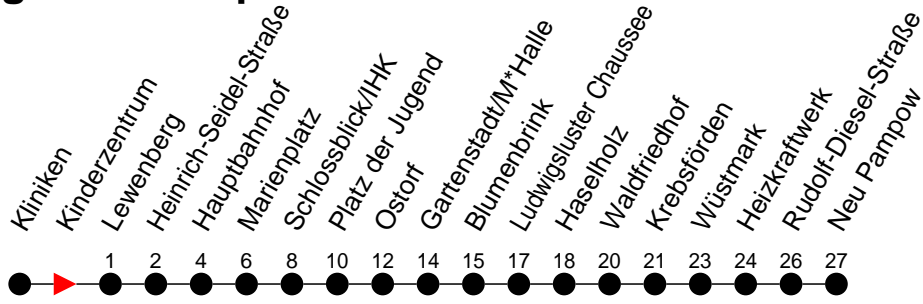 Kliniken
Kinderzentrum
Lewenberg
Heinrich-Seidel-Straße
Hauptbahnhof
Marienplatz
Schlossblick/IHK
Platz der Jugend
Ostorf
Gartenstadt/M*Halle
Blumenbrink
Ludwigsluster Chaussee
Haselholz
Waldfriedhof
Krebsförden
Wüstmark
Heizkraftwerk
Rudolf-Diesel-Straße
Neu Pampow
1 2 4 6 8 10 12 14 15 17 18 20 21 23 24 26 27